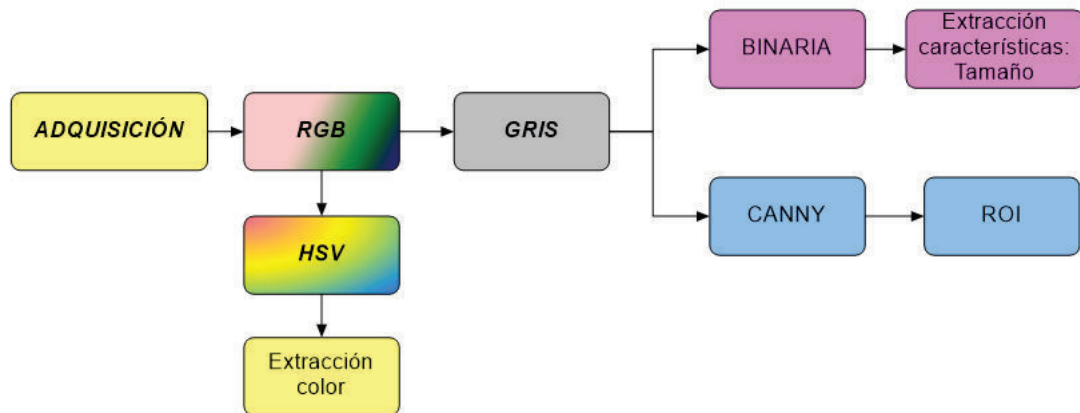 BINARIA
Extracción
características:
Tamaño
ADQUISICIÓN
RGB
GRIS
CANNY
ROI
HSV
Extracción
color